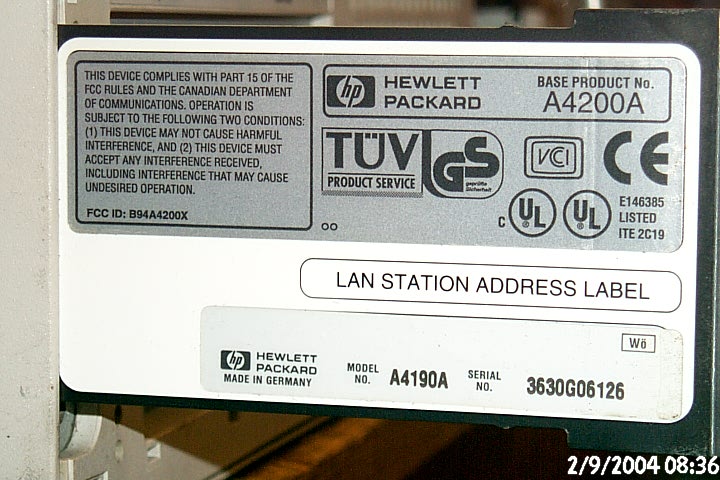 THIS DEVICE COMPLIES WITH PART 15 OF THE
FCC RULES AND THE CANADIAN DEPARTMENT
OF COMMUNICATIONS. OPERATION IS
SUBJECT TO THE FOLLOWING TWO CONDITIONS:
(1) THIS DEVICE MAY NOT CAUSE HARMFUL
INTERFERENCE, AND (2) THIS DEVICE MUST
ACCEPT ANY INTERFERENCE RECEIVED,
INCLUDING INTERFERENCE THAT MAY CAUSE
UNDESIRED OPERATION.
FCC ID: B94A4200X
hp HEWLETT
PACKARD
BASE PRODUCT No.
A4200A
TÜV
PRODUCT SERVICE
GS
geprüfte
Sicherheit
VCI
CE
C UL
UL
E146385
LISTED
ITE 2C19
OO
LAN STATION ADDRESS LABEL
Wö
hp HEWLETT
PACKARD
MADE IN GERMANY
MODEL
NO.
A4190A
SERIAL
NO.
3630G06126
2/9/2004 08:36